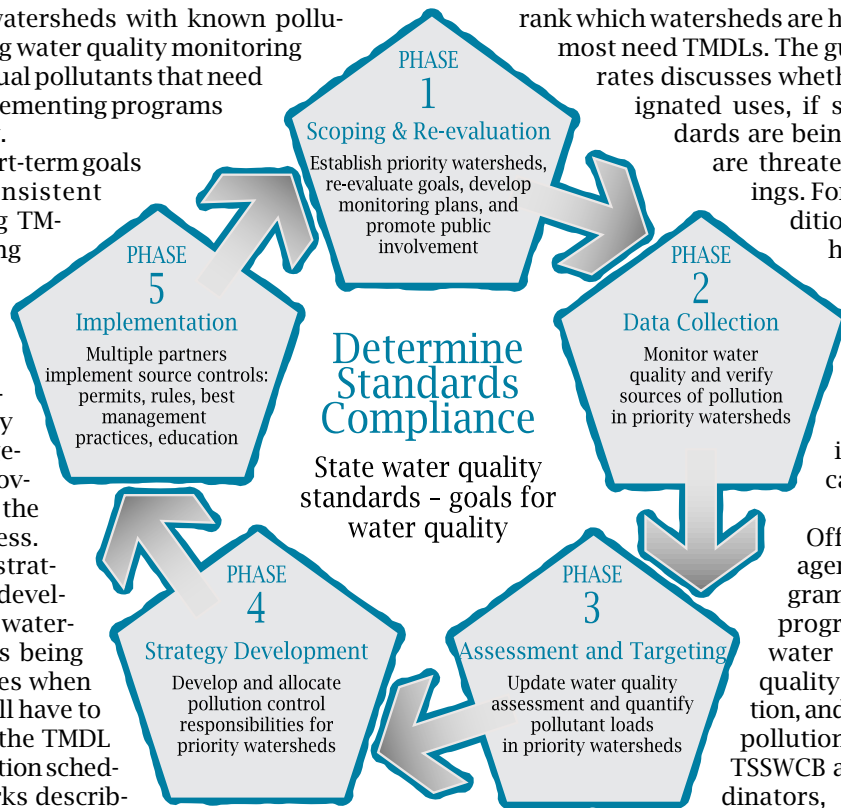 watersheds with known pollu-
g water quality monitoring
ual pollutants that need
ementing programs
.
rt-term goals
nsistent
g TM-
ng
-
y
e-
ov-
the
ess.
strat-
devel-
water-
s being
es when
ll have to
the TMDL
tion sched-
rks describ-
PHASE
1
Scoping & Re-evaluation
Establish priority watersheds,
re-evaluate goals, develop
monitoring plans, and
promote public
involvement
PHASE
2
Data Collection
Monitor water
quality and verify
sources of pollution
in priority watersheds
PHASE
3
Assessment and Targeting
Update water quality
assessment and quantify
pollutant loads
in priority watersheds
PHASE
4
Strategy Development
Develop and allocate
pollution control
responsibilities for
priority watersheds
PHASE
5
Implementation
Multiple partners
implement source controls:
permits, rules, best
management
practices, education
Determine
Standards
Compliance
State water quality
standards – goals for
water quality
rank which watersheds are h
most need TMDLs. The gu
rates discusses wheth
ignated uses, if s
dards are bein
are threate
ings. For
ditio
h
i
ca
Off
agen
gram
progr
water
quality
tion, and
pollution
TSSWCB a
dinators,